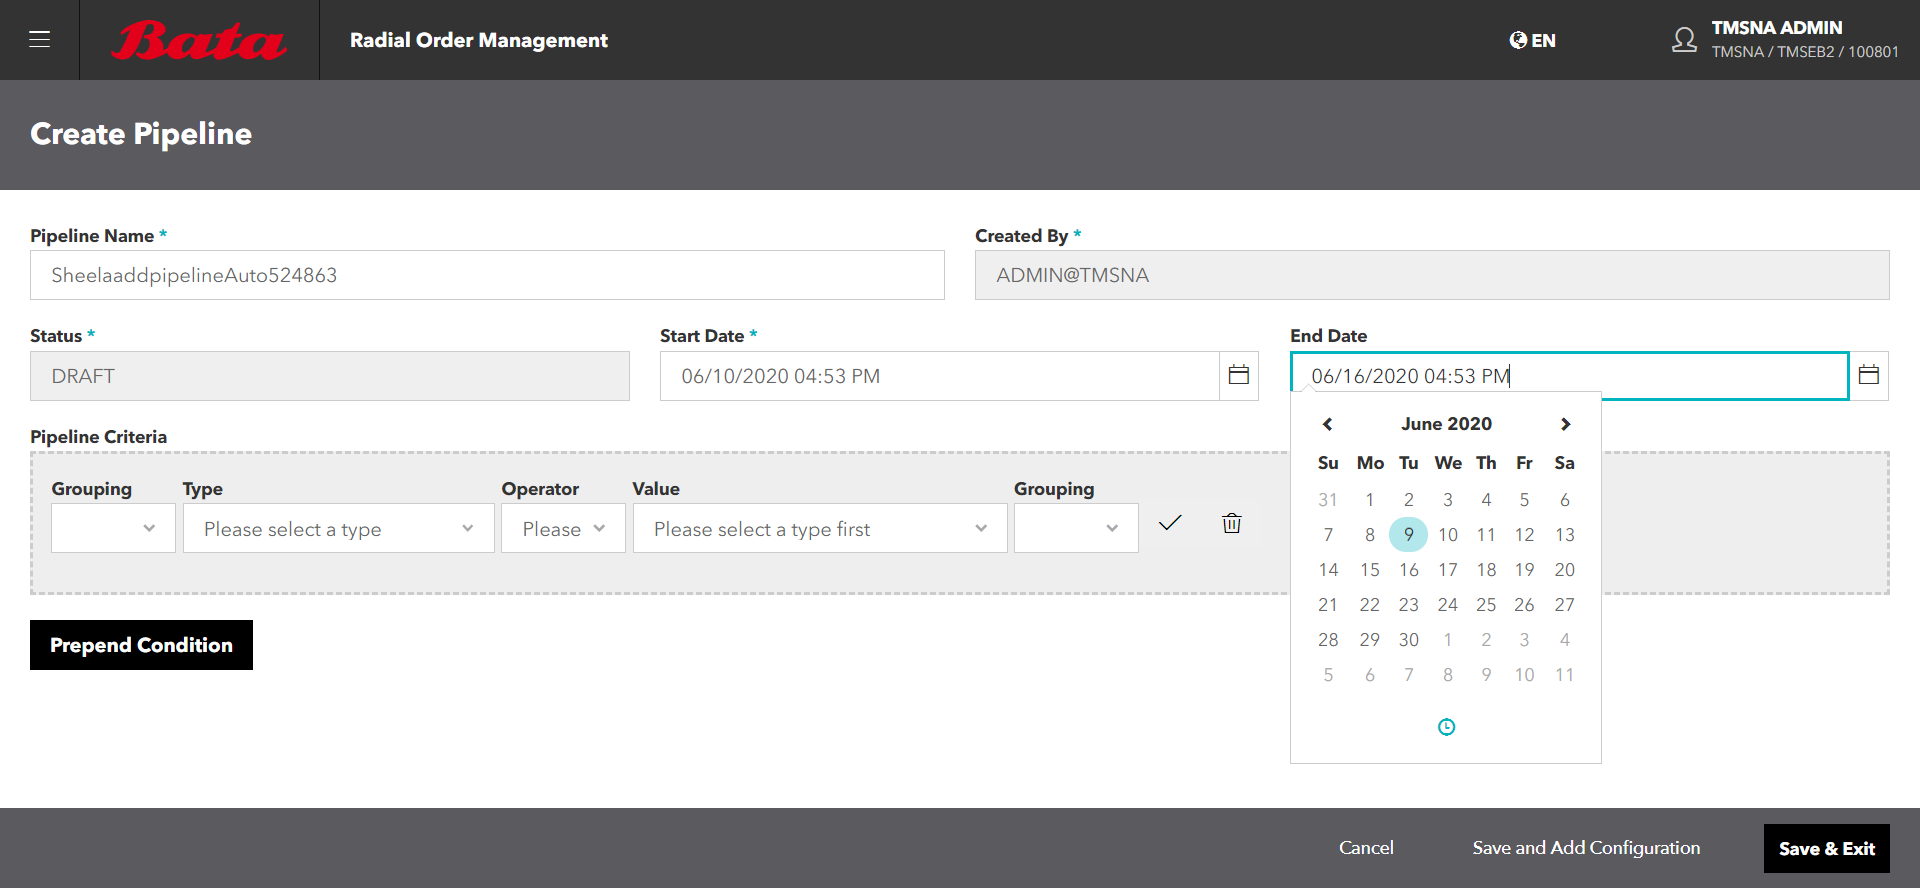 Bata
Radial Order Management
EN
TMSNA ADMIN
TMSNA / TMSEB2 / 100801
Create Pipeline
Pipeline Name *
Created By *
SheelaaddpipelineAuto524863
ADMIN@TMSNA
Status *
Start Date *
End Date
DRAFT
06/10/2020 04:53 PM
06/16/2020 04:53 PM
Pipeline Criteria
Grouping Type Operator Value Grouping
Please select a type
Please
Please select a type first
June 2020
Su Mo Tu We Th Fr Sa
31 1 2 3 4 5 6
7 8 9 10 11 12 13
14 15 16 17 18 19 20
21 22 23 24 25 26 27
28 29 30 1 2 3 4
5 6 7 8 9 10 11
Prepend Condition
Cancel
Save and Add Configuration
Save & Exit